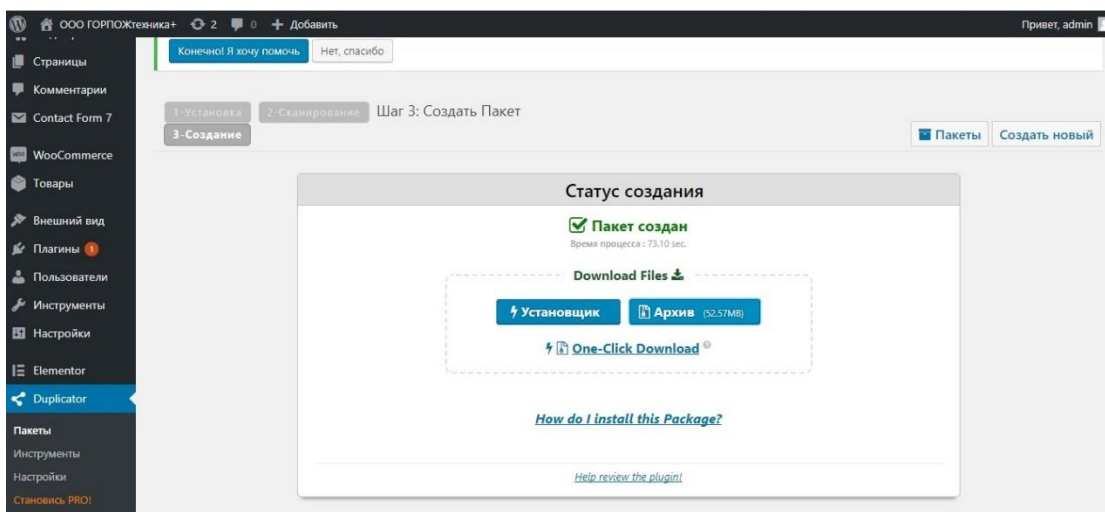 ООО ГОРПОЖтехника+ 2 0 + Добавить Привет, admin
Конечно! Я хочу помочь Нет, спасибо
Страницы
Комментарии
Contact Form 7
WooCommerce
Товары
Внешний вид
Плагины 1
Пользователи
Инструменты
Настройки
Elementor
Duplicator
Пакеты
Инструменты
Настройки
Становись PRO!
1-Установка 2-Сканирование Шаг 3: Создать Пакет
3-Создание
Пакеты Создать новый
Статус создания
Пакет создан
Время процесса : 73.10 sec.
Download Files
Установщик Архив (52.57MB)
One-Click Download
How do I install this Package?
Help review the plugin!